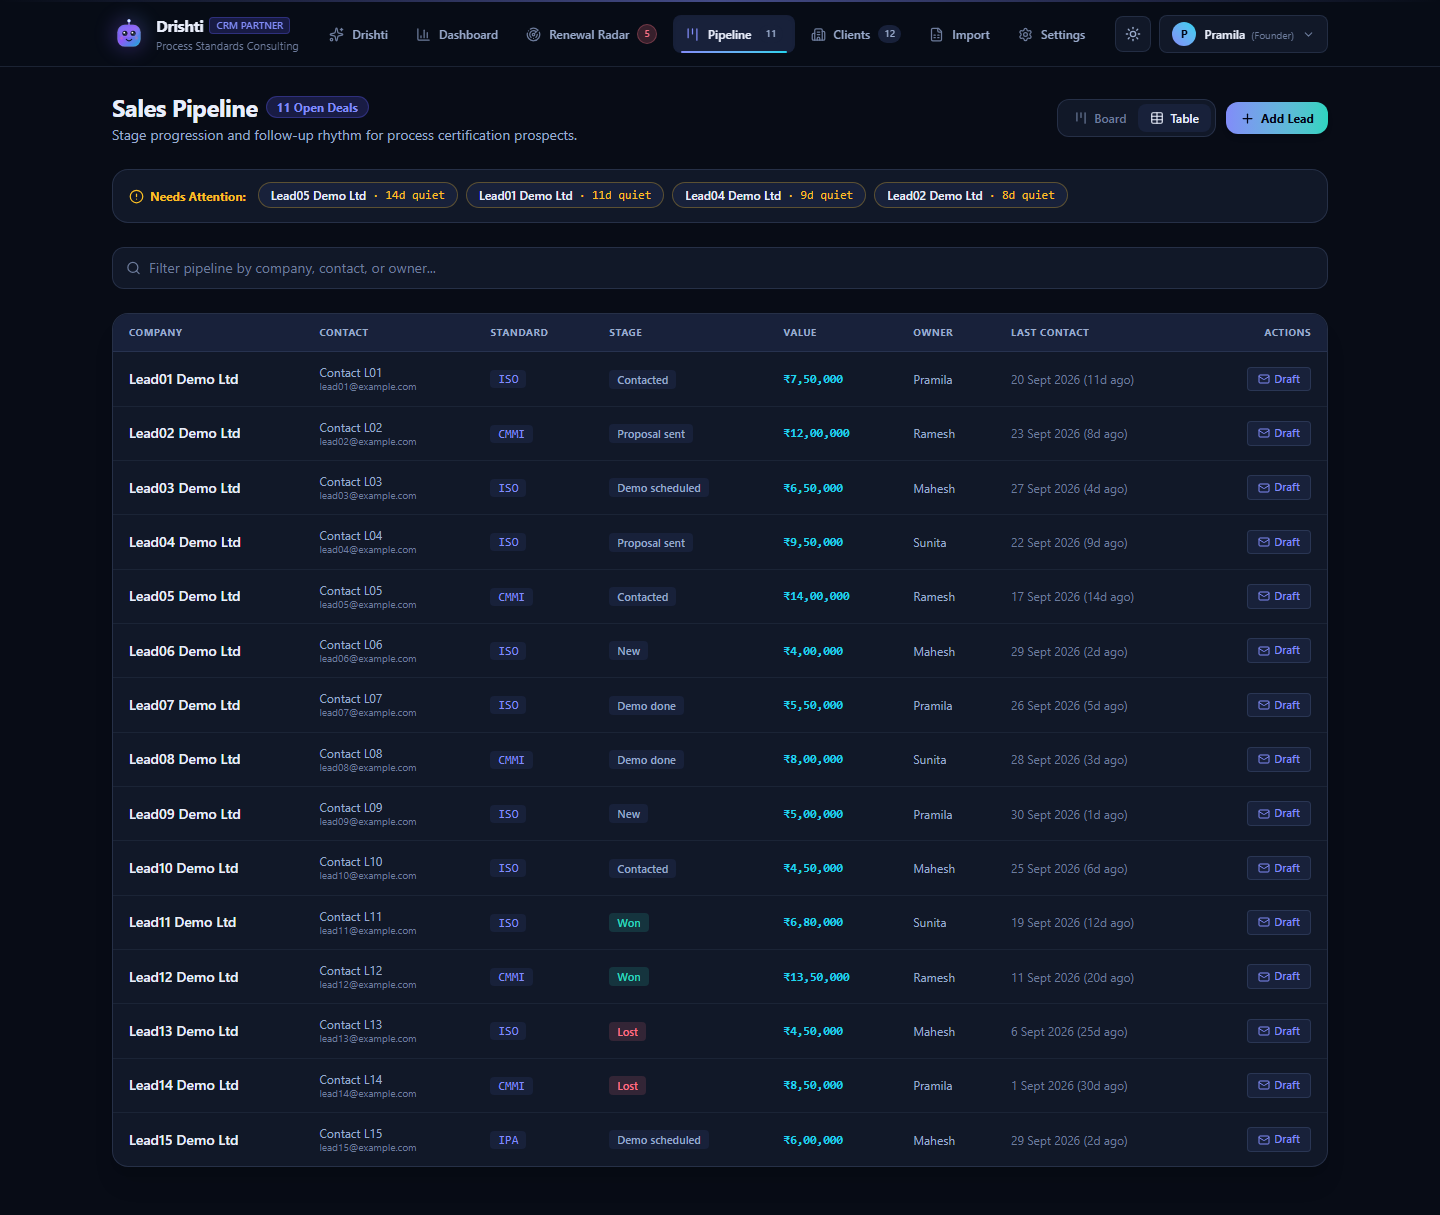 Drishti CRM PARTNER
Process Standards Consulting
Drishti
Dashboard
Renewal Radar 5
Pipeline 11
Clients 12
Import
Settings
P Pramila (Founder)
Sales Pipeline 11 Open Deals
Stage progression and follow-up rhythm for process certification prospects.
Board Table
+ Add Lead
Needs Attention: Lead05 Demo Ltd · 14d quiet Lead01 Demo Ltd · 11d quiet Lead04 Demo Ltd · 9d quiet Lead02 Demo Ltd · 8d quiet
Filter pipeline by company, contact, or owner...
COMPANY CONTACT STANDARD STAGE VALUE OWNER LAST CONTACT ACTIONS
Lead01 Demo Ltd Contact L01 ISO Contacted ₹7,50,000 Pramila 20 Sept 2026 (11d ago) Draft
lead01@example.com
Lead02 Demo Ltd Contact L02 CMMI Proposal sent ₹12,00,000 Ramesh 23 Sept 2026 (8d ago) Draft
lead02@example.com
Lead03 Demo Ltd Contact L03 ISO Demo scheduled ₹6,50,000 Mahesh 27 Sept 2026 (4d ago) Draft
lead03@example.com
Lead04 Demo Ltd Contact L04 ISO Proposal sent ₹9,50,000 Sunita 22 Sept 2026 (9d ago) Draft
lead04@example.com
Lead05 Demo Ltd Contact L05 CMMI Contacted ₹14,00,000 Ramesh 17 Sept 2026 (14d ago) Draft
lead05@example.com
Lead06 Demo Ltd Contact L06 ISO New ₹4,00,000 Mahesh 29 Sept 2026 (2d ago) Draft
lead06@example.com
Lead07 Demo Ltd Contact L07 ISO Demo done ₹5,50,000 Pramila 26 Sept 2026 (5d ago) Draft
lead07@example.com
Lead08 Demo Ltd Contact L08 CMMI Demo done ₹8,00,000 Sunita 28 Sept 2026 (3d ago) Draft
lead08@example.com
Lead09 Demo Ltd Contact L09 ISO New ₹5,00,000 Pramila 30 Sept 2026 (1d ago) Draft
lead09@example.com
Lead10 Demo Ltd Contact L10 ISO Contacted ₹4,50,000 Mahesh 25 Sept 2026 (6d ago) Draft
lead10@example.com
Lead11 Demo Ltd Contact L11 ISO Won ₹6,80,000 Sunita 19 Sept 2026 (12d ago) Draft
lead11@example.com
Lead12 Demo Ltd Contact L12 CMMI Won ₹13,50,000 Ramesh 11 Sept 2026 (20d ago) Draft
lead12@example.com
Lead13 Demo Ltd Contact L13 ISO Lost ₹4,50,000 Mahesh 6 Sept 2026 (25d ago) Draft
lead13@example.com
Lead14 Demo Ltd Contact L14 CMMI Lost ₹8,50,000 Pramila 1 Sept 2026 (30d ago) Draft
lead14@example.com
Lead15 Demo Ltd Contact L15 IPA Demo scheduled ₹6,00,000 Mahesh 29 Sept 2026 (2d ago) Draft
lead15@example.com